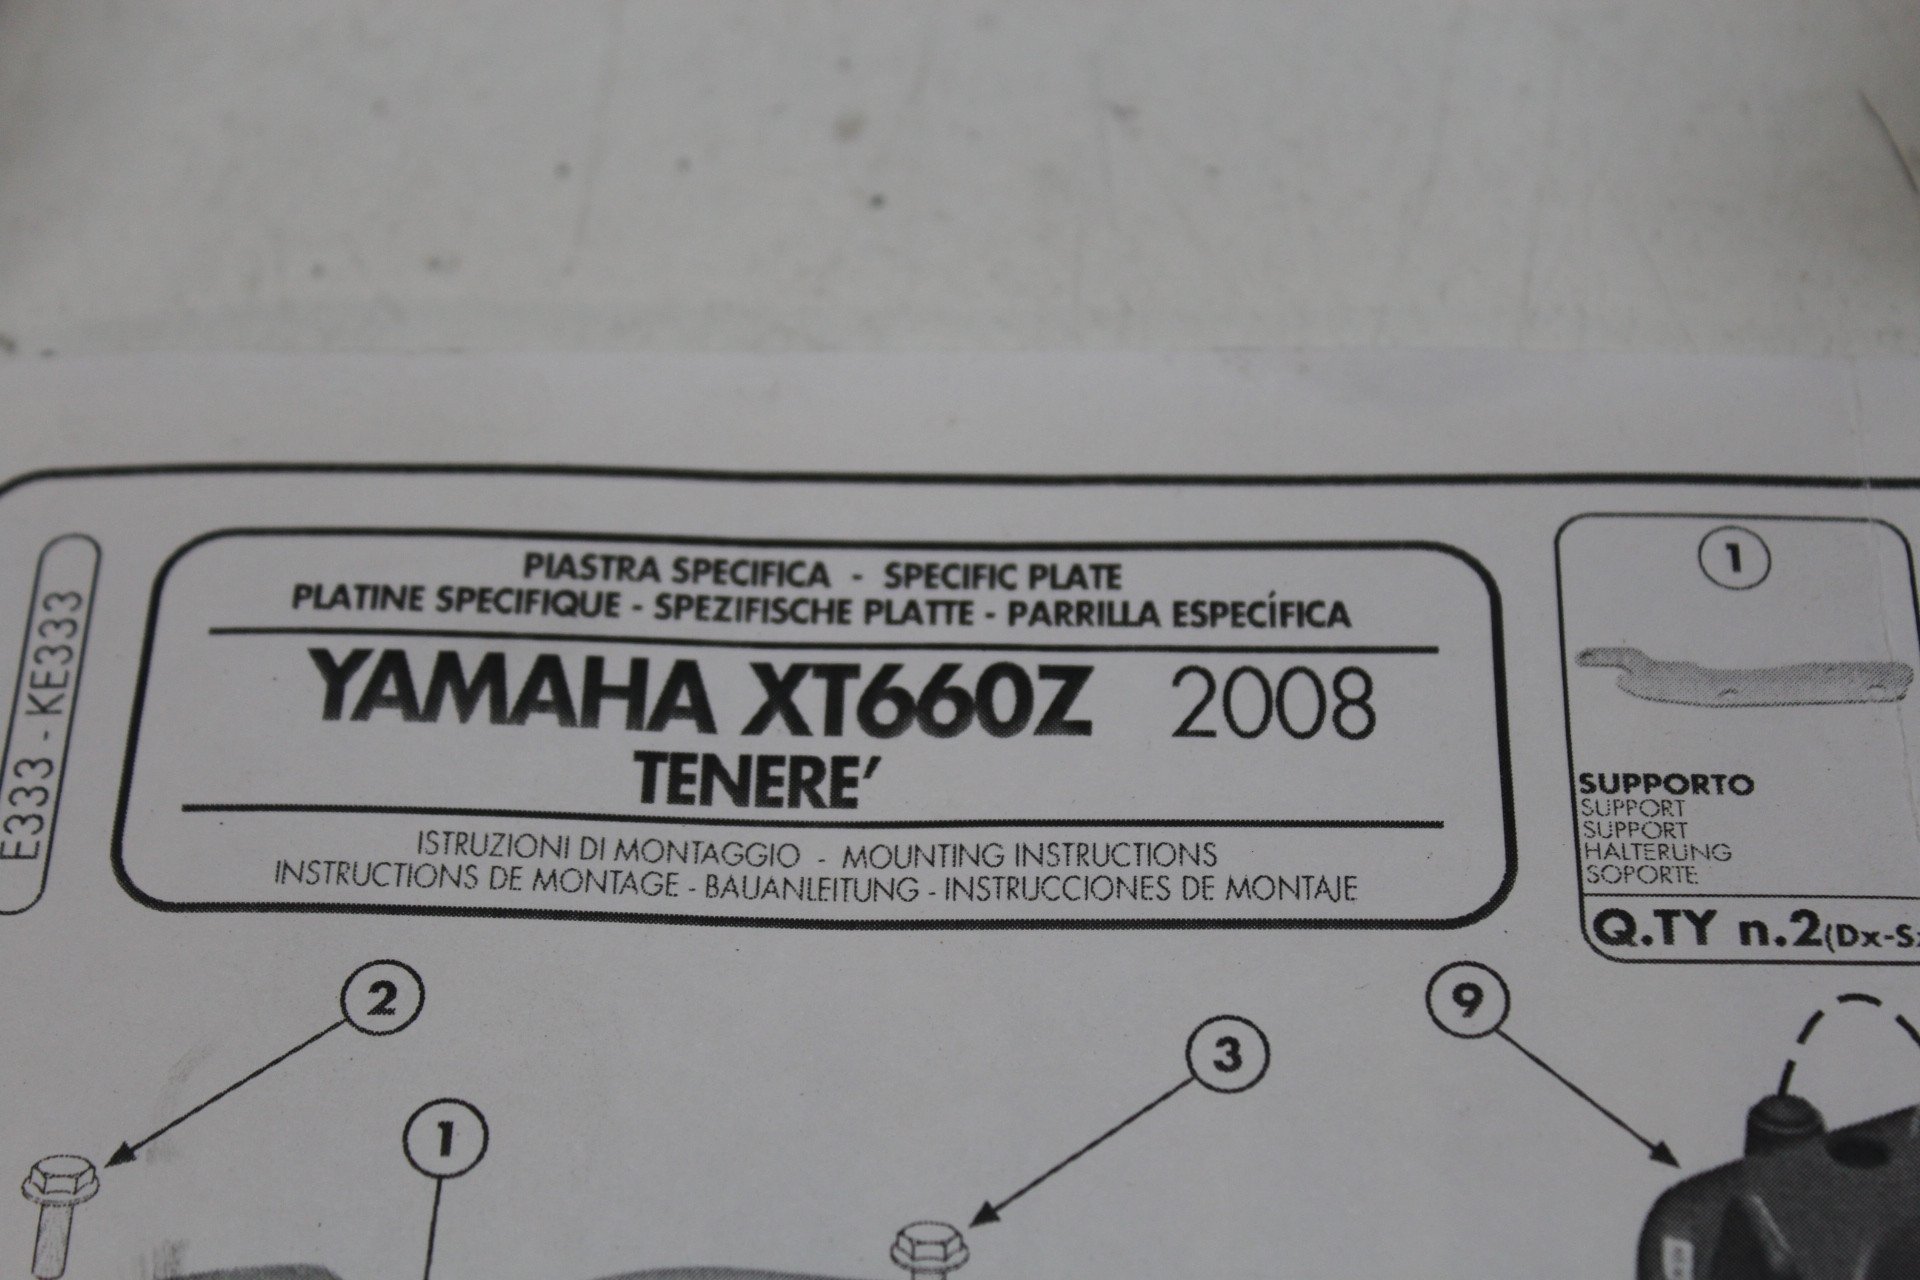 E333 - KE333
PIASTRA SPECIFICA - SPECIFIC PLATE
PLATINE SPECIFIQUE - SPEZIFISCHE PLATTE - PARRILLA ESPECÍFICA
YAMAHA XT660Z 2008
TENERE'
ISTRUZIONI DI MONTAGGIO - MOUNTING INSTRUCTIONS
INSTRUCTIONS DE MONTAGE - BAUANLEITUNG - INSTRUCCIONES DE MONTAJE
1
SUPPORTO
SUPPORT
SUPPORT
HALTERUNG
SOPORTE
Q.TY n.2(Dx-S
2
9
3
1